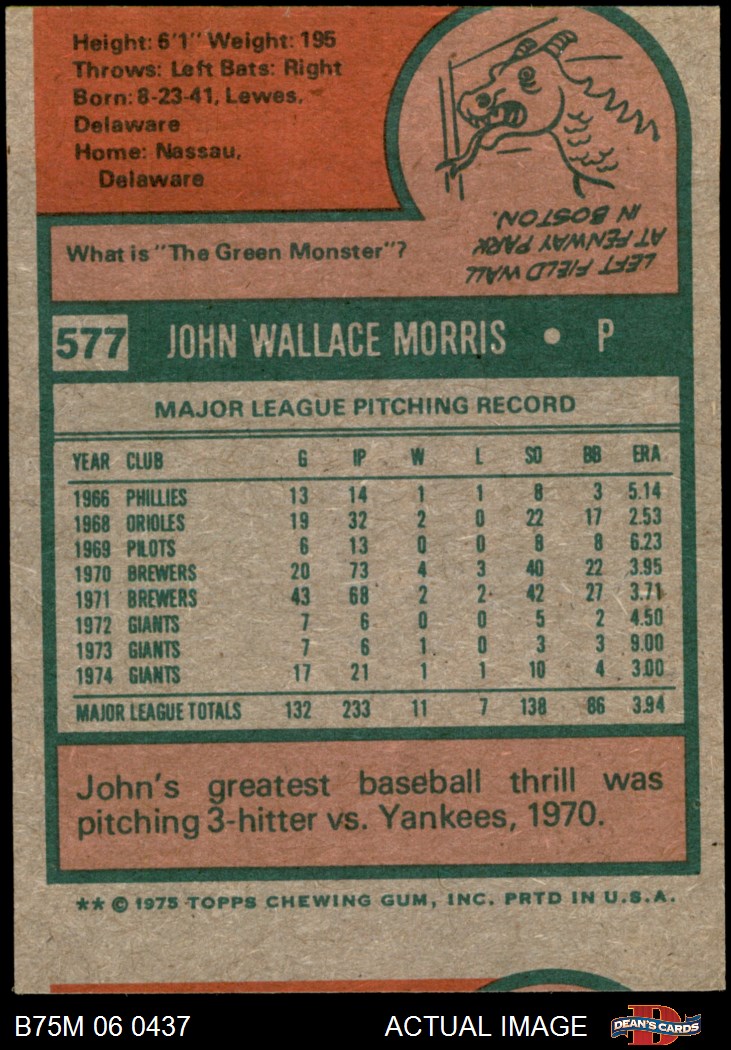 Height: 6'1" Weight: 195
Throws: Left Bats: Right
Born: 8-23-41, Lewes,
Delaware
Home: Nassau,
Delaware
What is "The Green Monster"?
LEFT FIELD WALL
AT FENWAY PARK
IN BOSTON.
577 JOHN WALLACE MORRIS • P
MAJOR LEAGUE PITCHING RECORD
YEAR CLUB G IP W L SO BB ERA
1966 PHILLIES 13 14 1 1 8 3 5.14
1968 ORIOLES 19 32 2 0 22 17 2.53
1969 PILOTS 6 13 0 0 8 8 6.23
1970 BREWERS 20 73 4 3 40 22 3.95
1971 BREWERS 43 68 2 2 42 27 3.71
1972 GIANTS 7 6 0 0 5 2 4.50
1973 GIANTS 7 6 1 0 3 3 9.00
1974 GIANTS 17 21 1 1 10 4 3.00
MAJOR LEAGUE TOTALS 132 233 11 7 138 86 3.94
John's greatest baseball thrill was
pitching 3-hitter vs. Yankees, 1970.
** © 1975 TOPPS CHEWING GUM, INC. PRTD IN U.S.A.
B75M 06 0437 ACTUAL IMAGE DEAN'S CARDS